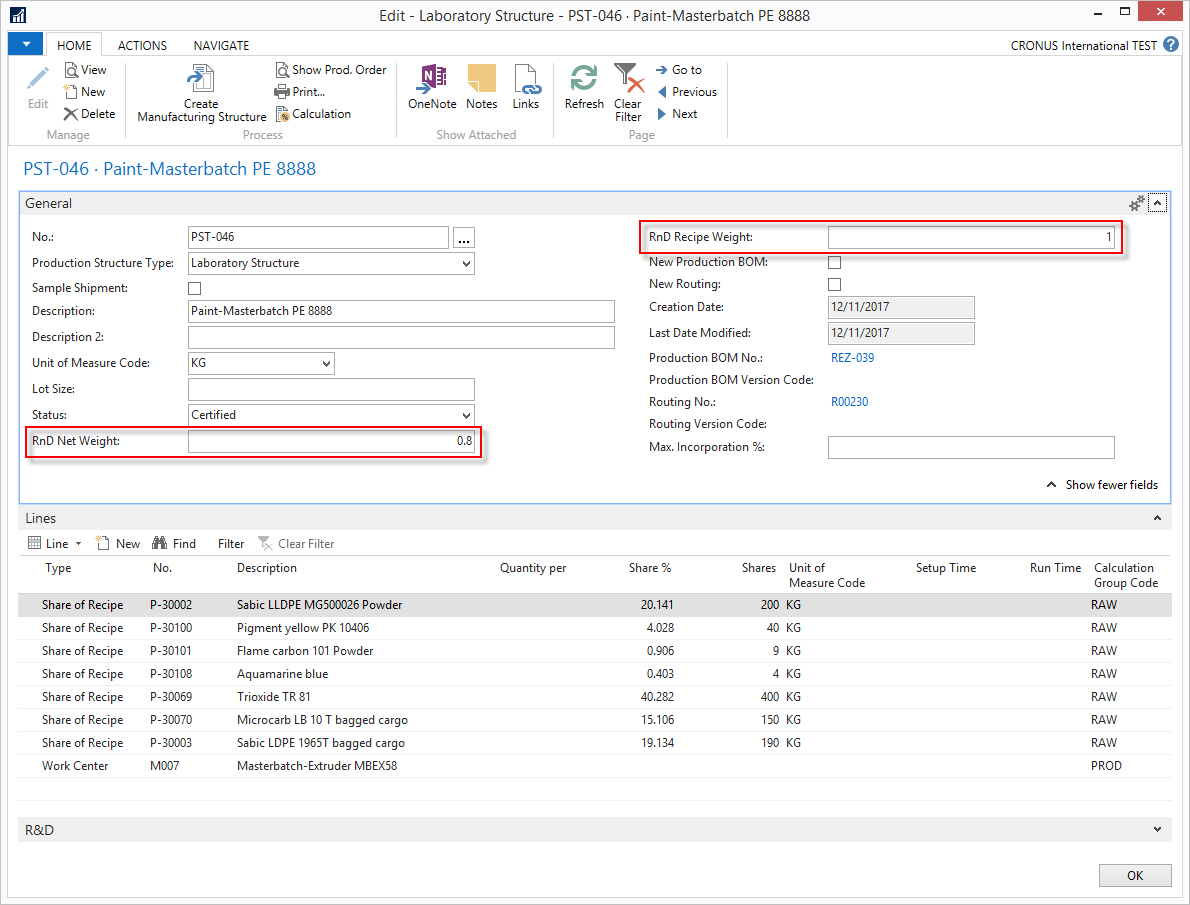 Edit - Laboratory Structure - PST-046 · Paint-Masterbatch PE 8888
HOME ACTIONS NAVIGATE
CRONUS International TEST ?
Edit
View
New
Delete
Manage
Create Manufacturing Structure
Show Prod. Order
Print...
Calculation
Process
OneNote Notes Links
Show Attached
Refresh
Clear Filter
Go to
Previous
Next
Page
PST-046 · Paint-Masterbatch PE 8888
General
No.: PST-046 ...
Production Structure Type: Laboratory Structure
Sample Shipment:
Description: Paint-Masterbatch PE 8888
Description 2:
Unit of Measure Code: KG
Lot Size:
Status: Certified
RnD Net Weight: 0.8
RnD Recipe Weight: 1
New Production BOM:
New Routing:
Creation Date: 12/11/2017
Last Date Modified: 12/11/2017
Production BOM No.: REZ-039
Production BOM Version Code:
Routing No.: R00230
Routing Version Code:
Max. Incorporation %:
Show fewer fields
Lines
Line New Find Filter Clear Filter
Type No. Description Quantity per Share % Shares Unit of Measure Code Setup Time Run Time Calculation Group Code
Share of Recipe P-30002 Sabic LLDPE MG500026 Powder 20.141 200 KG RAW
Share of Recipe P-30100 Pigment yellow PK 10406 4.028 40 KG RAW
Share of Recipe P-30101 Flame carbon 101 Powder 0.906 9 KG RAW
Share of Recipe P-30108 Aquamarine blue 0.403 4 KG RAW
Share of Recipe P-30069 Trioxide TR 81 40.282 400 KG RAW
Share of Recipe P-30070 Microcarb LB 10 T bagged cargo 15.106 150 KG RAW
Share of Recipe P-30003 Sabic LDPE 1965T bagged cargo 19.134 190 KG RAW
Work Center M007 Masterbatch-Extruder MBEX58 PROD
R&D
OK